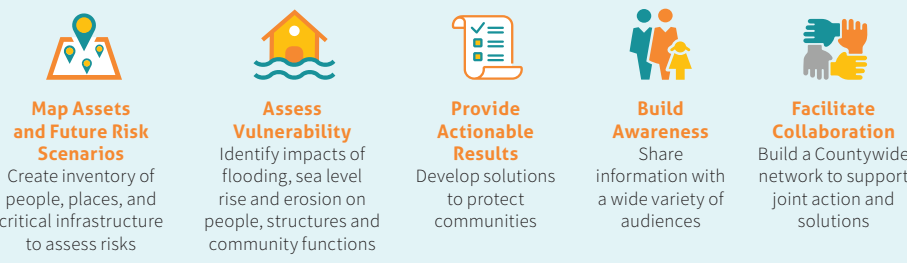 Map Assets
and Future Risk
Scenarios
Create inventory of
people, places, and
critical infrastructure
to assess risks
Assess
Vulnerability
Identify impacts of
flooding, sea level
rise and erosion on
people, structures and
community functions
Provide
Actionable
Results
Develop solutions
to protect
communities
Build
Awareness
Share
information with
a wide variety of
audiences
Facilitate
Collaboration
Build a Countywide
network to support
joint action and
solutions